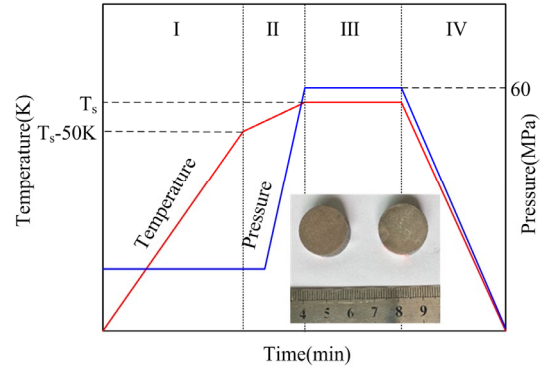 I II III IV
Tₛ
60
Tₛ-50K
Temperature(K)
Temperature
Pressure
Pressure(MPa)
4 5 6 7 8 9
Time(min)